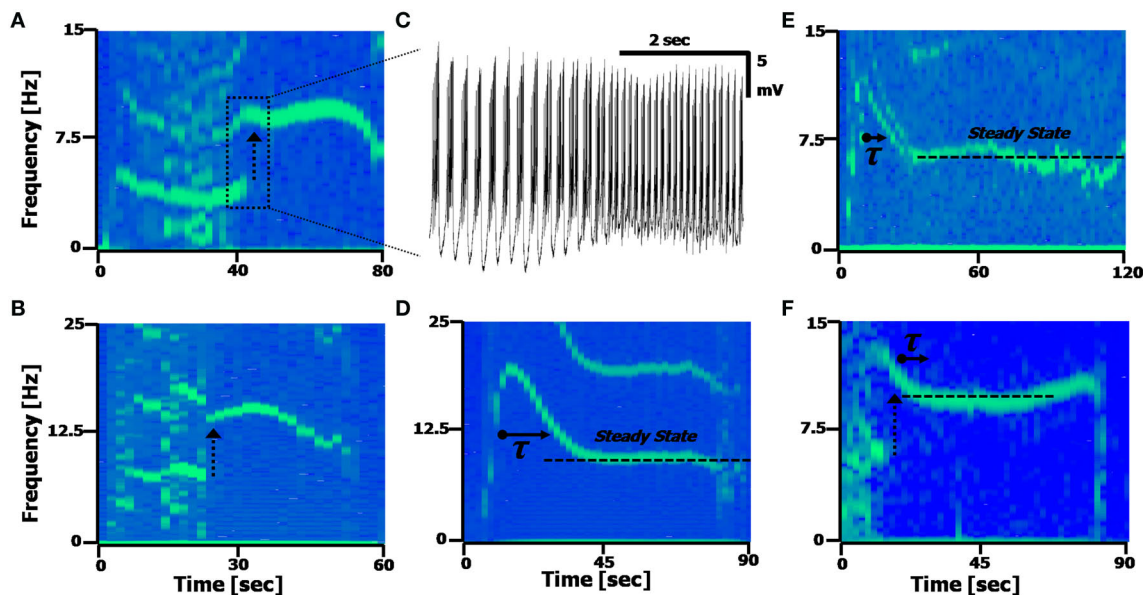 A
15
7.5
0
0
40
80
Frequency [Hz]
C
2 sec
5
mV
E
15
7.5
0
0
60
120
τ
Steady State
B
25
12.5
0
0
30
60
Frequency [Hz]
Time [sec]
D
25
12.5
0
45
90
τ
Steady State
Time [sec]
F
15
7.5
0
0
45
90
τ
Time [sec]